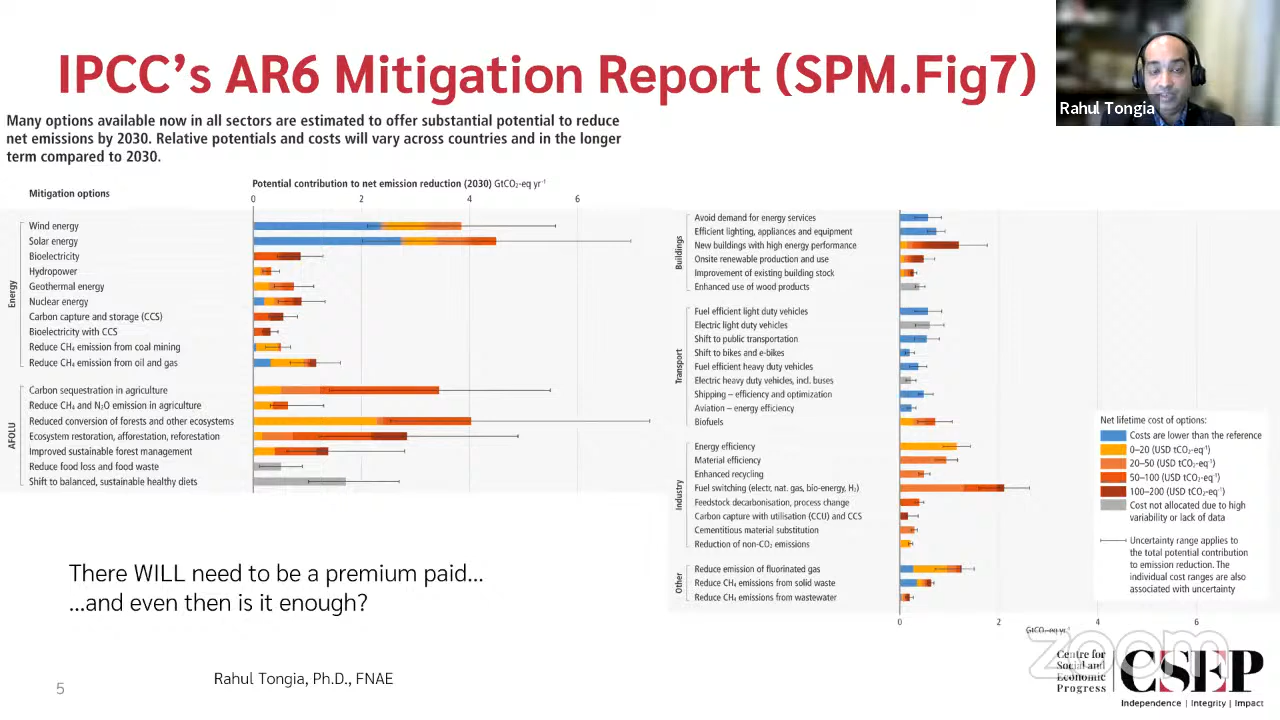 IPCC’s AR6 Mitigation Report (SPM.Fig7)
Rahul Tongia
Many options available now in all sectors are estimated to offer substantial potential to reduce
net emissions by 2030. Relative potentials and costs will vary across countries and in the longer
term compared to 2030.
Mitigation options
Potential contribution to net emission reduction (2030) GtCO₂-eq yr⁻¹
0 2 4 6
Energy
Wind energy
Solar energy
Bioelectricity
Hydropower
Geothermal energy
Nuclear energy
Carbon capture and storage (CCS)
Bioelectricity with CCS
Reduce CH₄ emission from coal mining
Reduce CH₄ emission from oil and gas
AFOLU
Carbon sequestration in agriculture
Reduce CH₄ and N₂O emission in agriculture
Reduced conversion of forests and other ecosystems
Ecosystem restoration, afforestation, reforestation
Improved sustainable forest management
Reduce food loss and food waste
Shift to balanced, sustainable healthy diets
Buildings
Avoid demand for energy services
Efficient lighting, appliances and equipment
New buildings with high energy performance
Onsite renewable production and use
Improvement of existing building stock
Enhanced use of wood products
Transport
Fuel efficient light duty vehicles
Electric light duty vehicles
Shift to public transportation
Shift to bikes and e-bikes
Fuel efficient heavy duty vehicles
Electric heavy duty vehicles, incl. buses
Shipping – efficiency and optimization
Aviation – energy efficiency
Biofuels
Industry
Energy efficiency
Material efficiency
Enhanced recycling
Fuel switching (electr, nat. gas, bio-energy, H₂)
Feedstock decarbonisation, process change
Carbon capture with utilisation (CCU) and CCS
Cementitious material substitution
Reduction of non-CO₂ emissions
Other
Reduce emission of fluorinated gas
Reduce CH₄ emissions from solid waste
Reduce CH₄ emissions from wastewater
0 2 4 6
GtCO₂-eq yr⁻¹
Net lifetime cost of options:
Costs are lower than the reference
0–20 (USD tCO₂-eq⁻¹)
20–50 (USD tCO₂-eq⁻¹)
50–100 (USD tCO₂-eq⁻¹)
100–200 (USD tCO₂-eq⁻¹)
Cost not allocated due to high
variability or lack of data
Uncertainty range applies to
the total potential contribution
to emission reduction. The
individual cost ranges are also
associated with uncertainty
There WILL need to be a premium paid...
...and even then is it enough?
5
Rahul Tongia, Ph.D., FNAE
zoom
Centre for
Social and
Economic
Progress
CSEP
Independence | Integrity | Impact